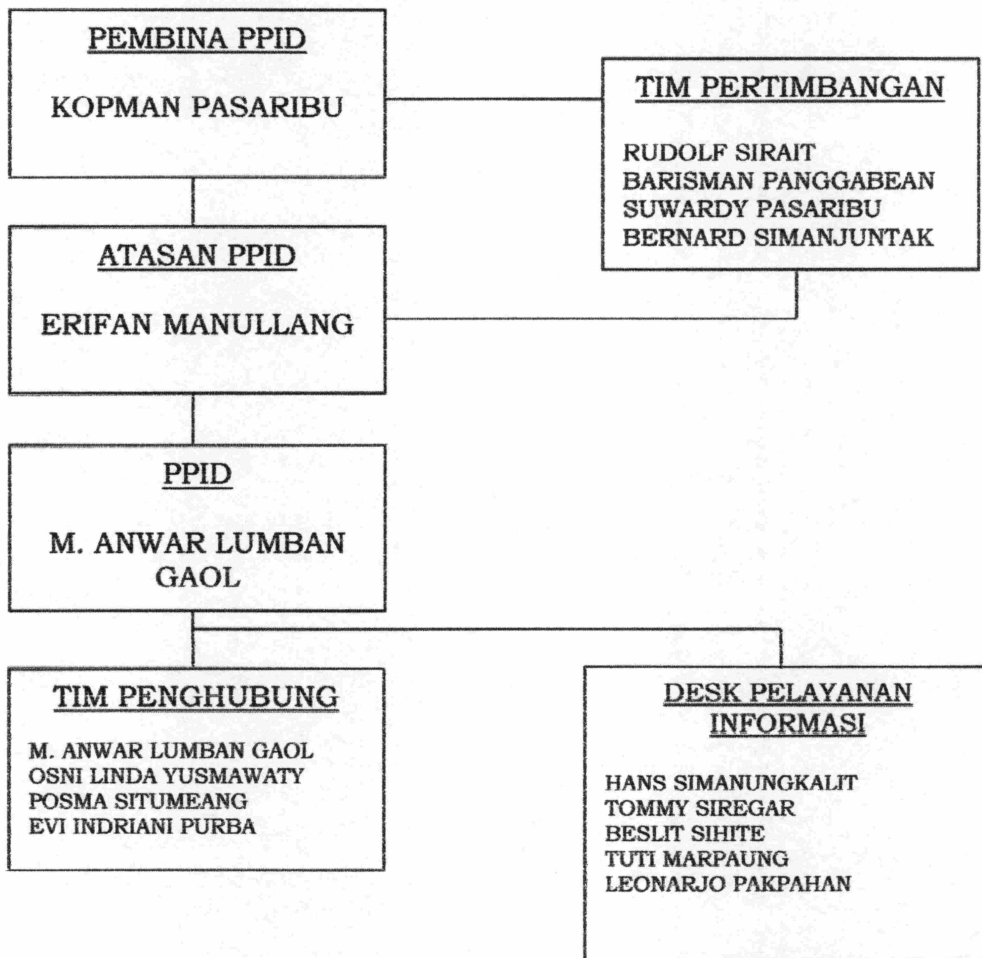 PEMBINA PPID
KOPMAN PASARIBU
TIM PERTIMBANGAN
RUDOLF SIRAIT
BARISMAN PANGGABEAN
SUWARDY PASARIBU
BERNARD SIMANJUNTAK
ATASAN PPID
ERIFAN MANULLANG
PPID
M. ANWAR LUMBAN
GAOL
TIM PENGHUBUNG
M. ANWAR LUMBAN GAOL
OSNI LINDA YUSMAWATY
POSMA SITUMEANG
EVI INDRIANI PURBA
DESK PELAYANAN
INFORMASI
HANS SIMANUNGKALIT
TOMMY SIREGAR
BESLIT SIHITE
TUTI MARPAUNG
LEONARJO PAKPAHAN